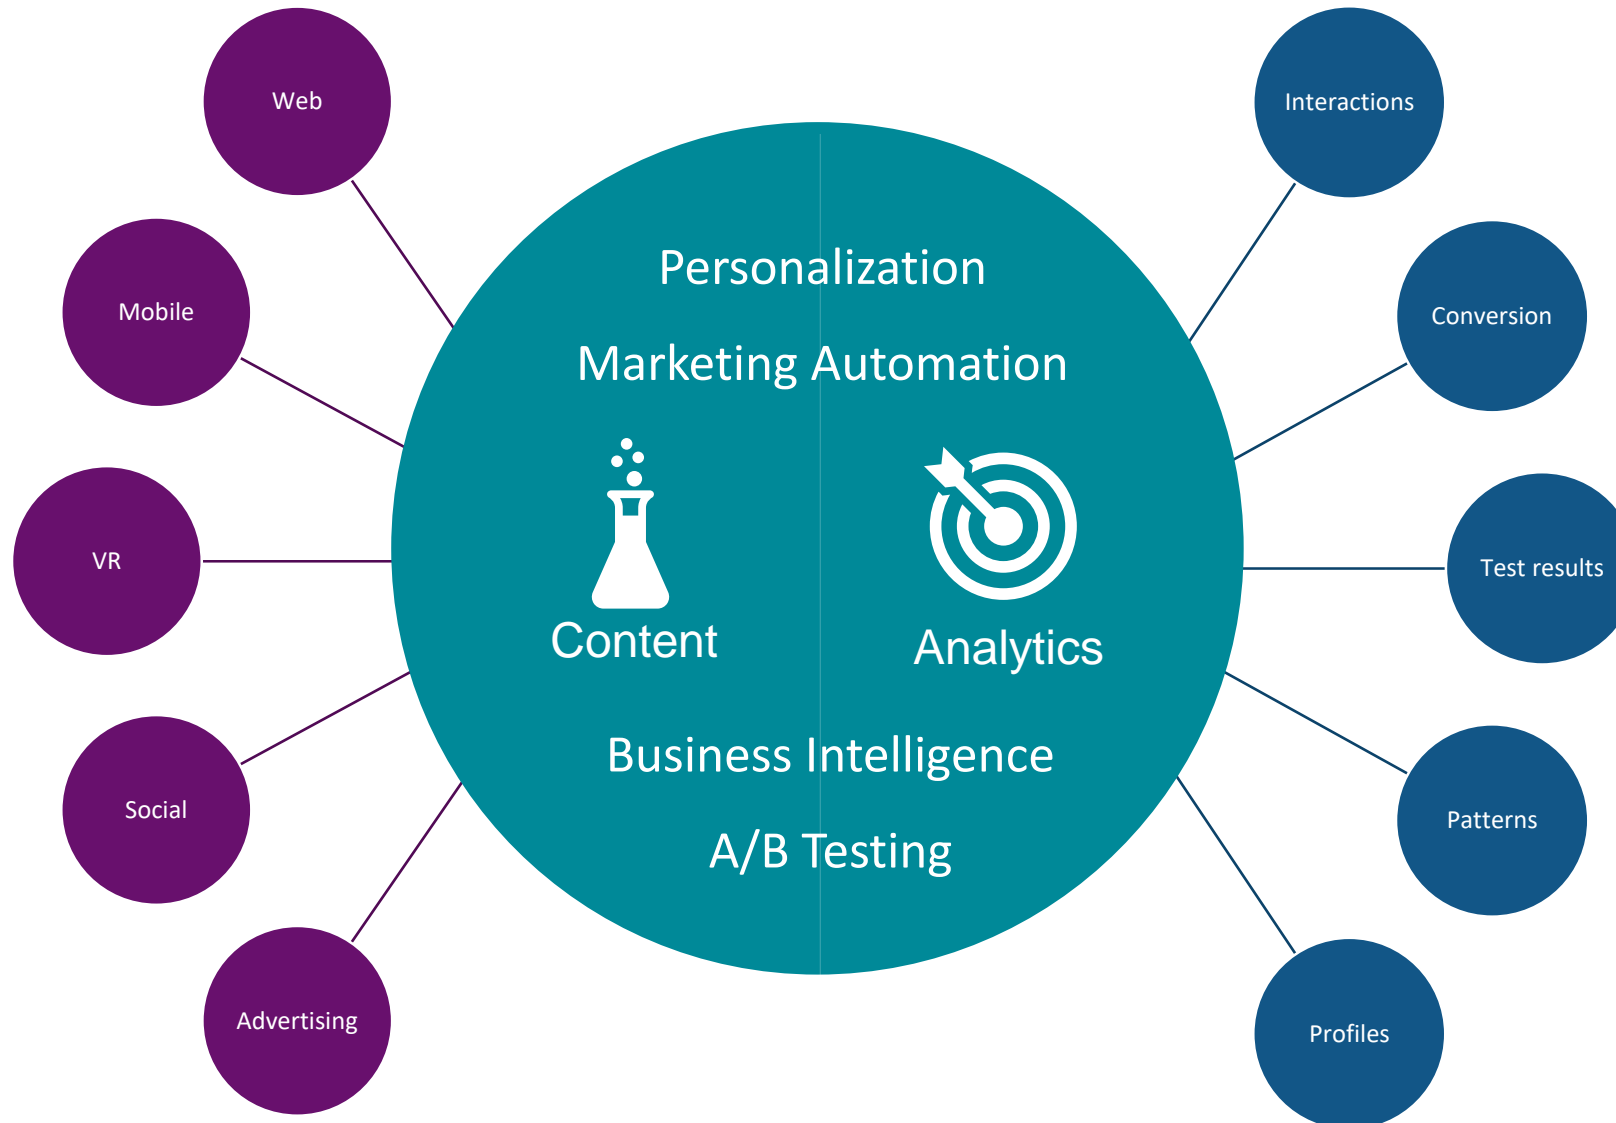 Web
Mobile
VR
Social
Advertising
Personalization
Marketing Automation
Content
Analytics
Business Intelligence
A/B Testing
Interactions
Conversion
Test results
Patterns
Profiles